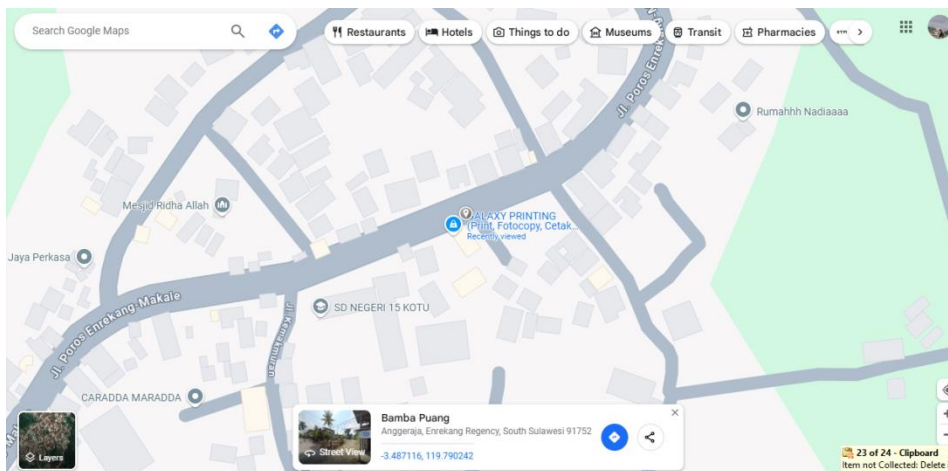 Search Google Maps
Restaurants
Hotels
Things to do
Museums
Transit
Pharmacies
Jl. Poros Enrekang-M
Rumahhh Nadiaaaa
Mesjid Ridha Allah
GALAXY PRINTING
(Print, Fotocopy, Cetak...
Recently viewed
Jaya Perkasa
SD NEGERI 15 KOTU
Jl. Poros Enrekang-Makale
Jl. Kemakmuran
CARADDA MARADDA
Layers
Street View
Bamba Puang
Anggeraja, Enrekang Regency, South Sulawesi 91752
-3.487116, 119.790242
23 of 24 - Clipboard
Item not Collected: Delete